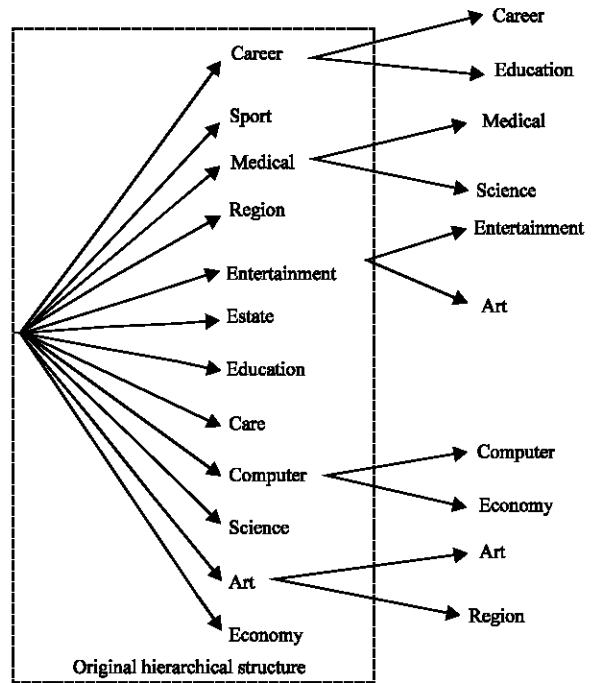 Career
Sport
Medical
Region
Entertainment
Estate
Education
Care
Computer
Science
Art
Economy
Original hierarchical structure
Career
Education
Medical
Science
Entertainment
Art
Computer
Economy
Art
Region